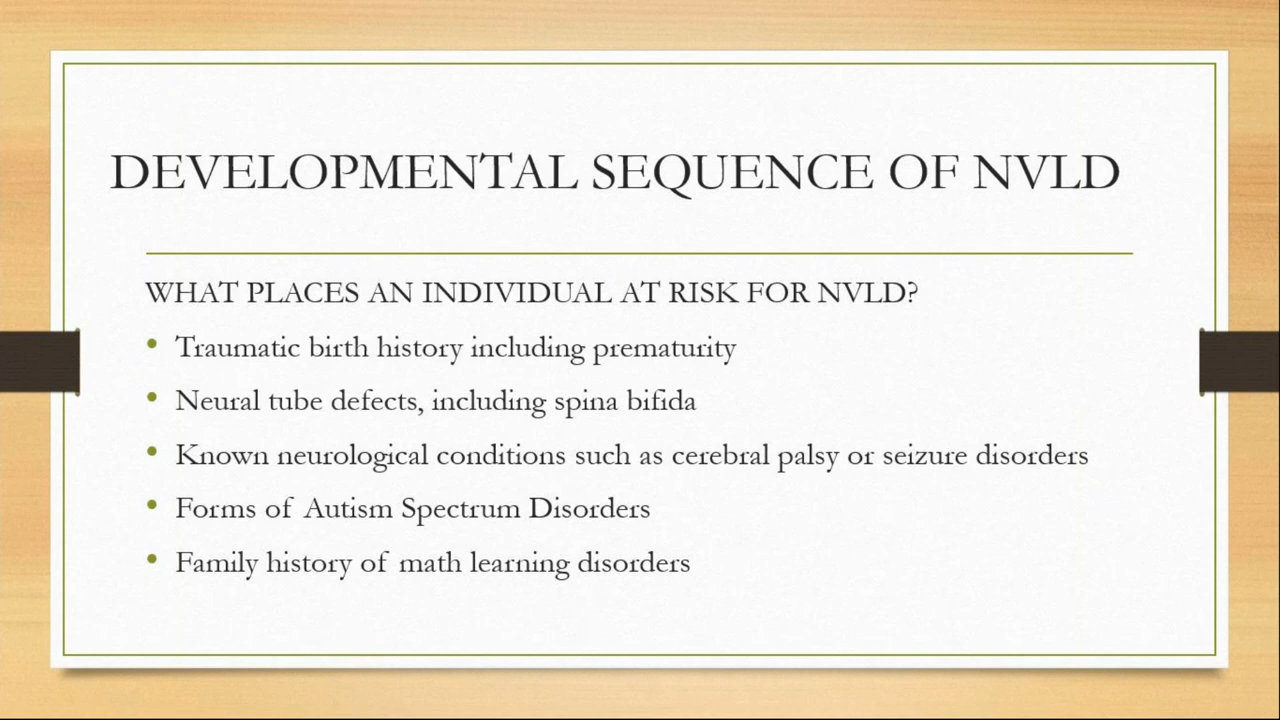 DEVELOPMENTAL SEQUENCE OF NVLD
WHAT PLACES AN INDIVIDUAL AT RISK FOR NVLD?
• Traumatic birth history including prematurity
• Neural tube defects, including spina bifida
• Known neurological conditions such as cerebral palsy or seizure disorders
• Forms of Autism Spectrum Disorders
• Family history of math learning disorders